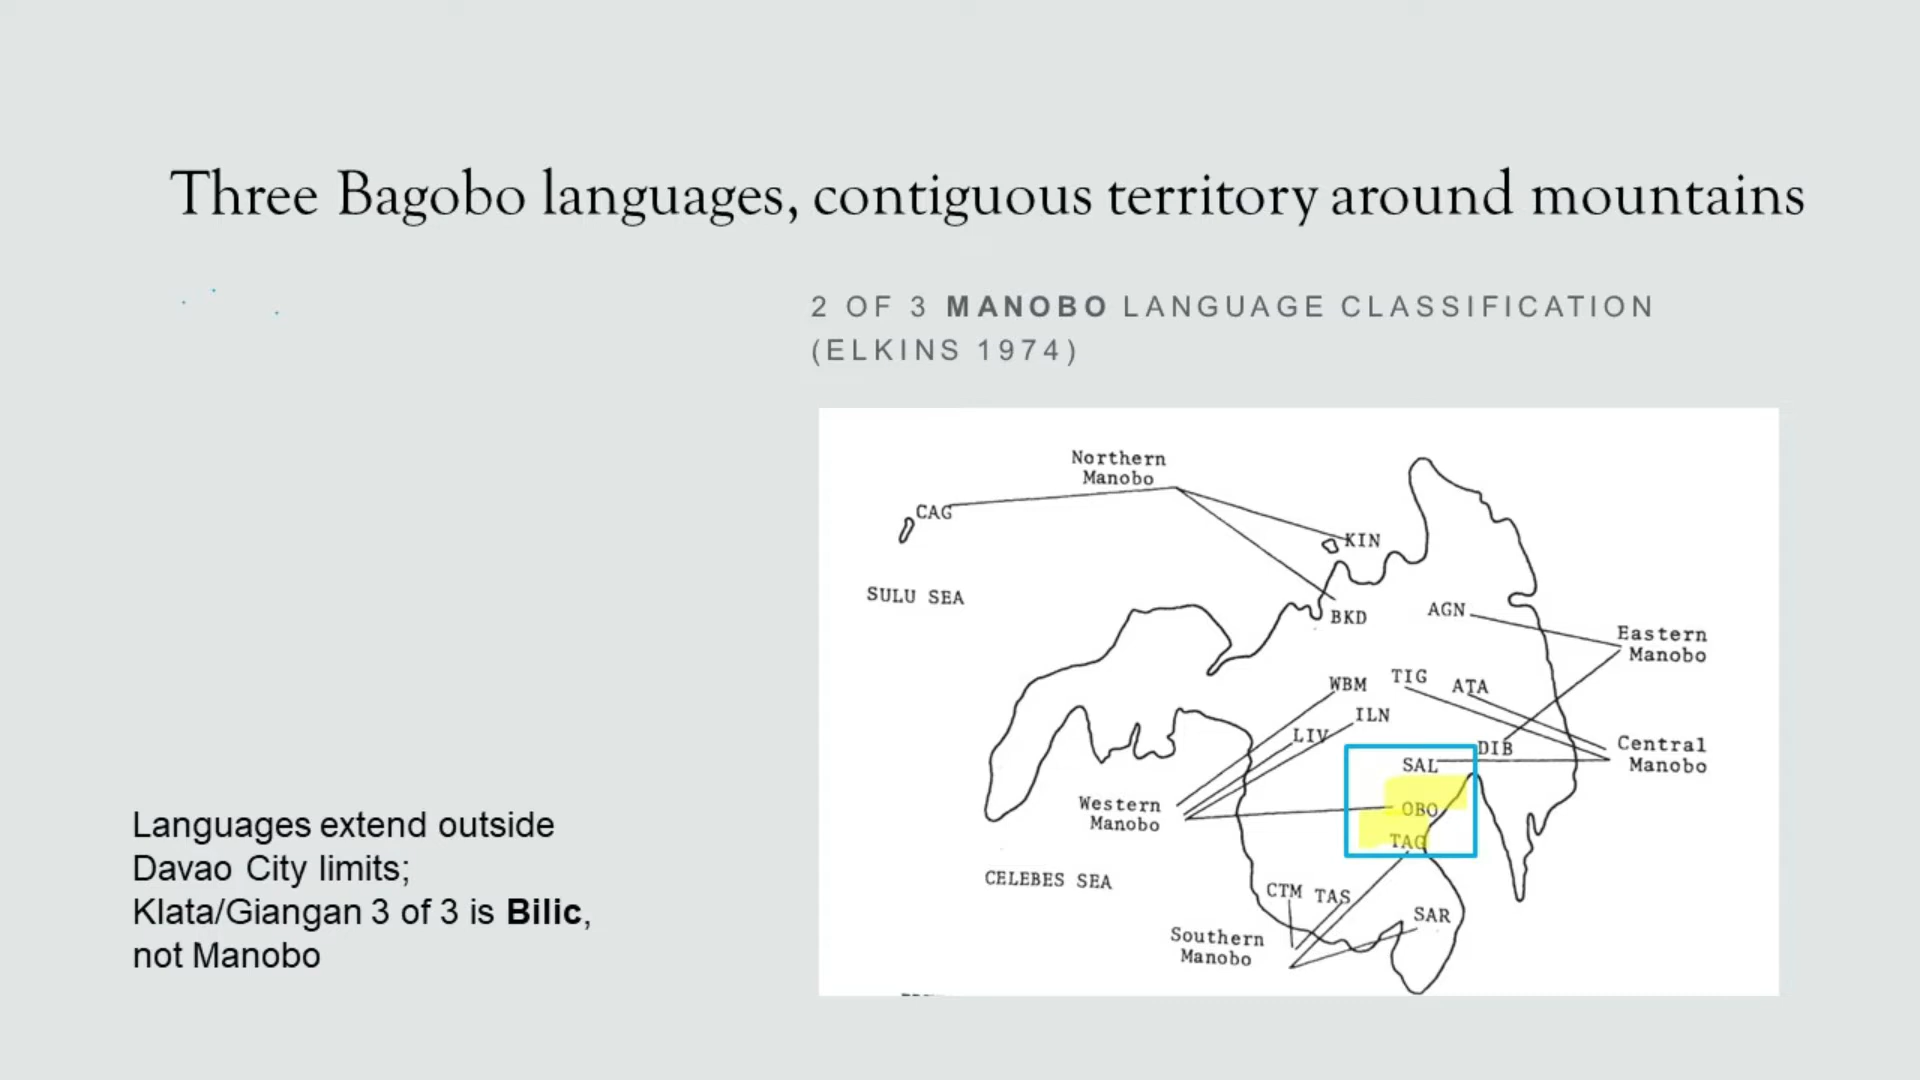 Three Bagobo languages, contiguous territory around mountains
2 OF 3 MANOBO LANGUAGE CLASSIFICATION
(ELKINS 1974)
Northern
Manobo
CAG
KIN
SULU SEA
BKD
AGN
Eastern
Manobo
WBM
TIG
ATA
ILN
LIV
DIB
Central
Manobo
SAL
OBO
Western
Manobo
TAG
CELEBES SEA
CTM
TAS
SAR
Southern
Manobo
Languages extend outside
Davao City limits;
Klata/Giangan 3 of 3 is Bilic,
not Manobo